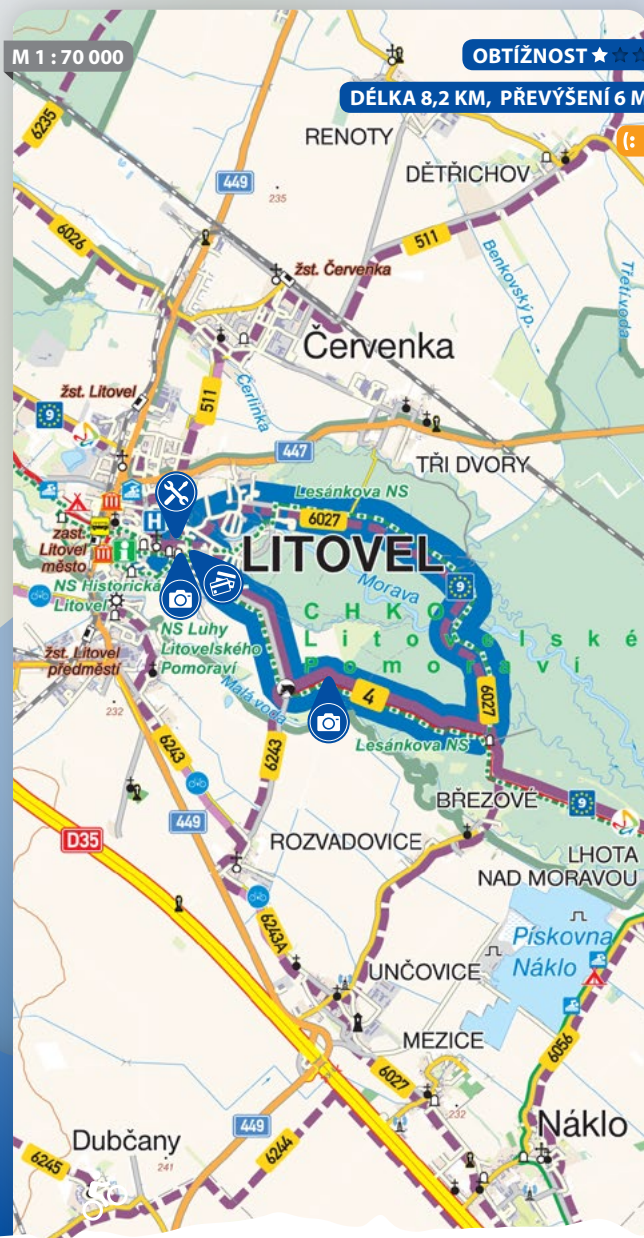 M 1 : 70 000
OBTÍŽNOST
DÉLKA 8,2 KM, PŘEVÝŠENÍ 6 M
(:
6235
RENOTY
DĚTŘICHOV
449
235
6026
511
žst. Červenka
Benkovský p.
Třetí voda
Červenka
žst. Litovel
511
Čerlinka
9
447
TŘI DVORY
Lesánkova NS
6027
H
zast.
Litovel
město
LITOVEL
Morava
9
NS Historická
Litovel
CHKO
Litovelské
Pomoraví
NS Luhy
Litovelského
Pomoraví
žst. Litovel
předměstí
Malá voda
4
6027
232
6243
Lesánkova NS
6243
BŘEZOVÉ
9
449
D35
ROZVADOVICE
LHOTA
NAD MORAVOU
6243A
Pískovna
Náklo
UNČOVICE
MEZICE
6056
6027
232
449
Náklo
Dubčany
6244
6245
241